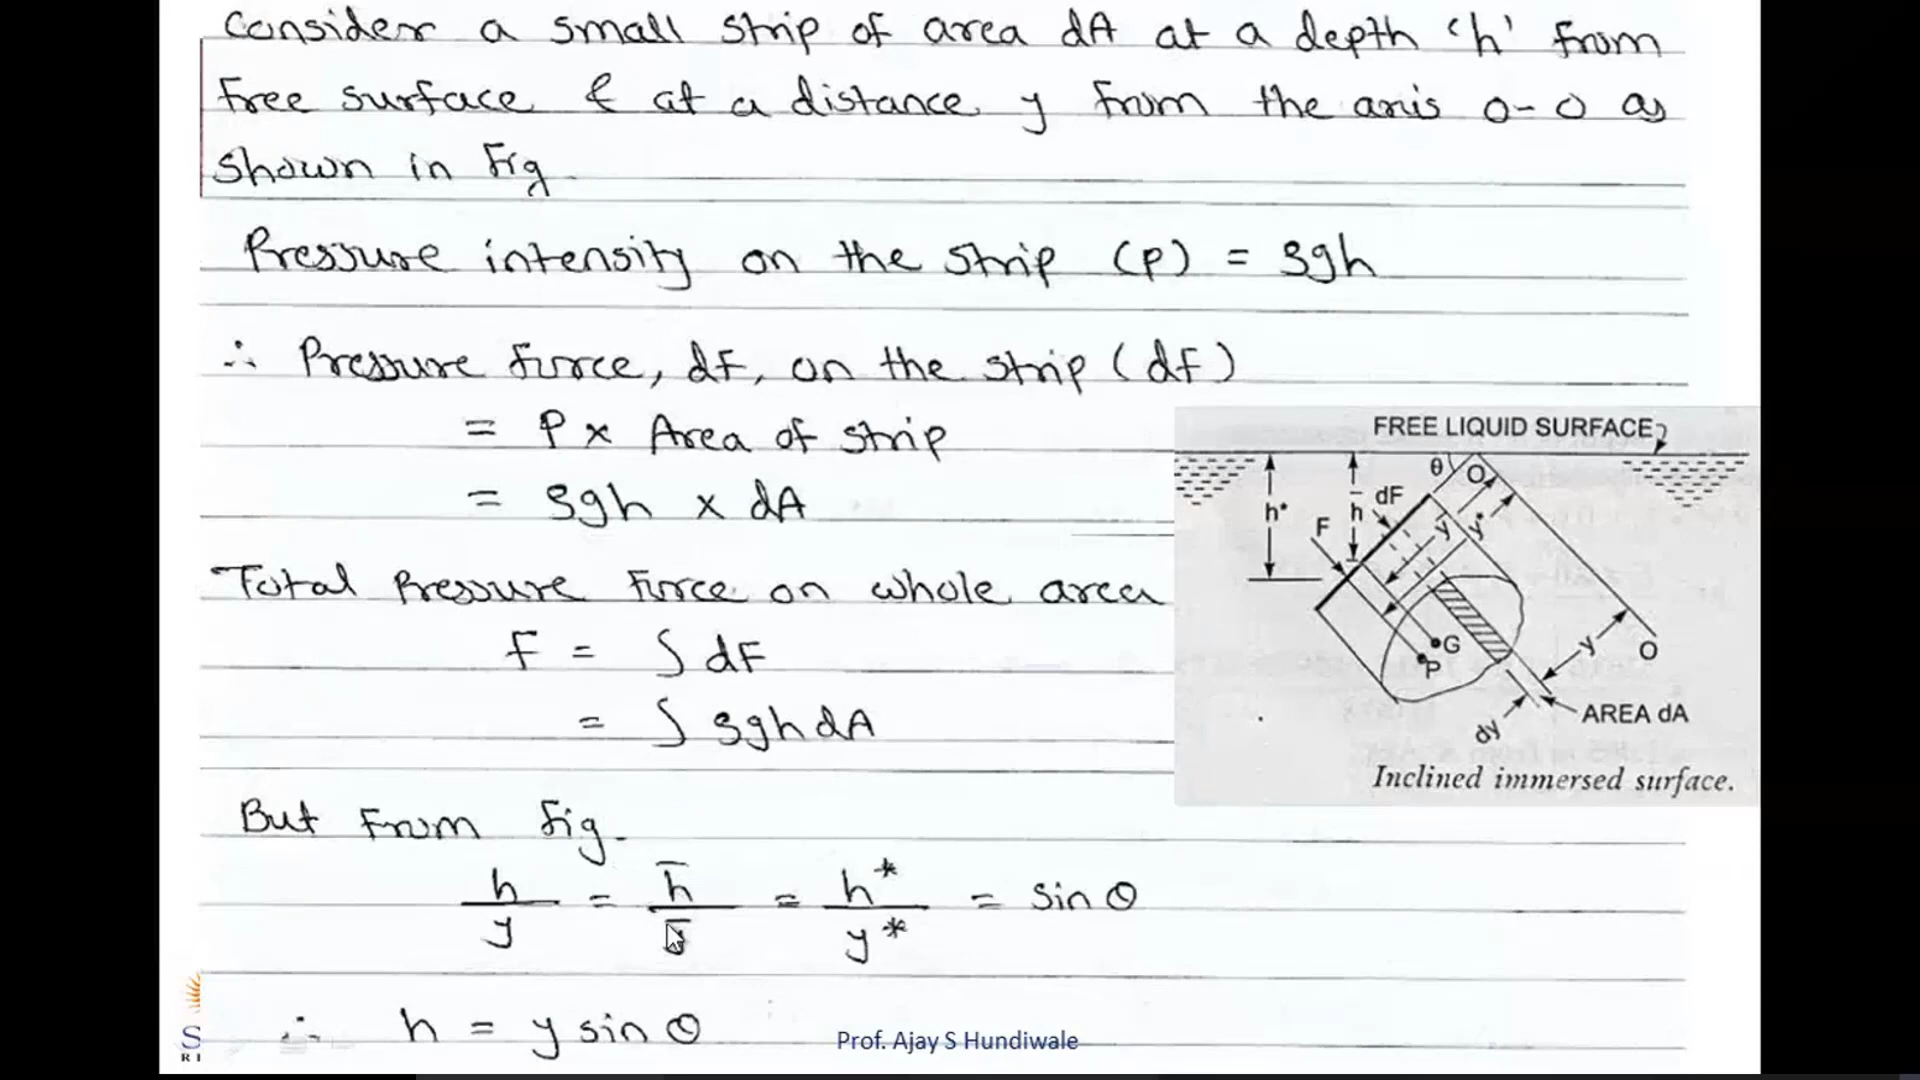 Consider a small strip of area dA at a depth 'h' from
free surface & at a distance y from the axis O-O as
shown in Fig.
Pressure intensity on the strip (p) = ρgh
∴ Pressure force, dF, on the strip (dF)
= P × Area of strip
= ρgh × dA
Total Pressure force on whole area
F = ∫ dF
= ∫ ρgh dA
But From fig.
h/y = h̄/ȳ = h*/y* = sin θ
∴ h = y sin θ
FREE LIQUID SURFACE
θ O
h* h̄ dF
F ȳ y*
G
P
y O
AREA dA
dy
Inclined immersed surface.
S
RI
Prof. Ajay S Hundiwale